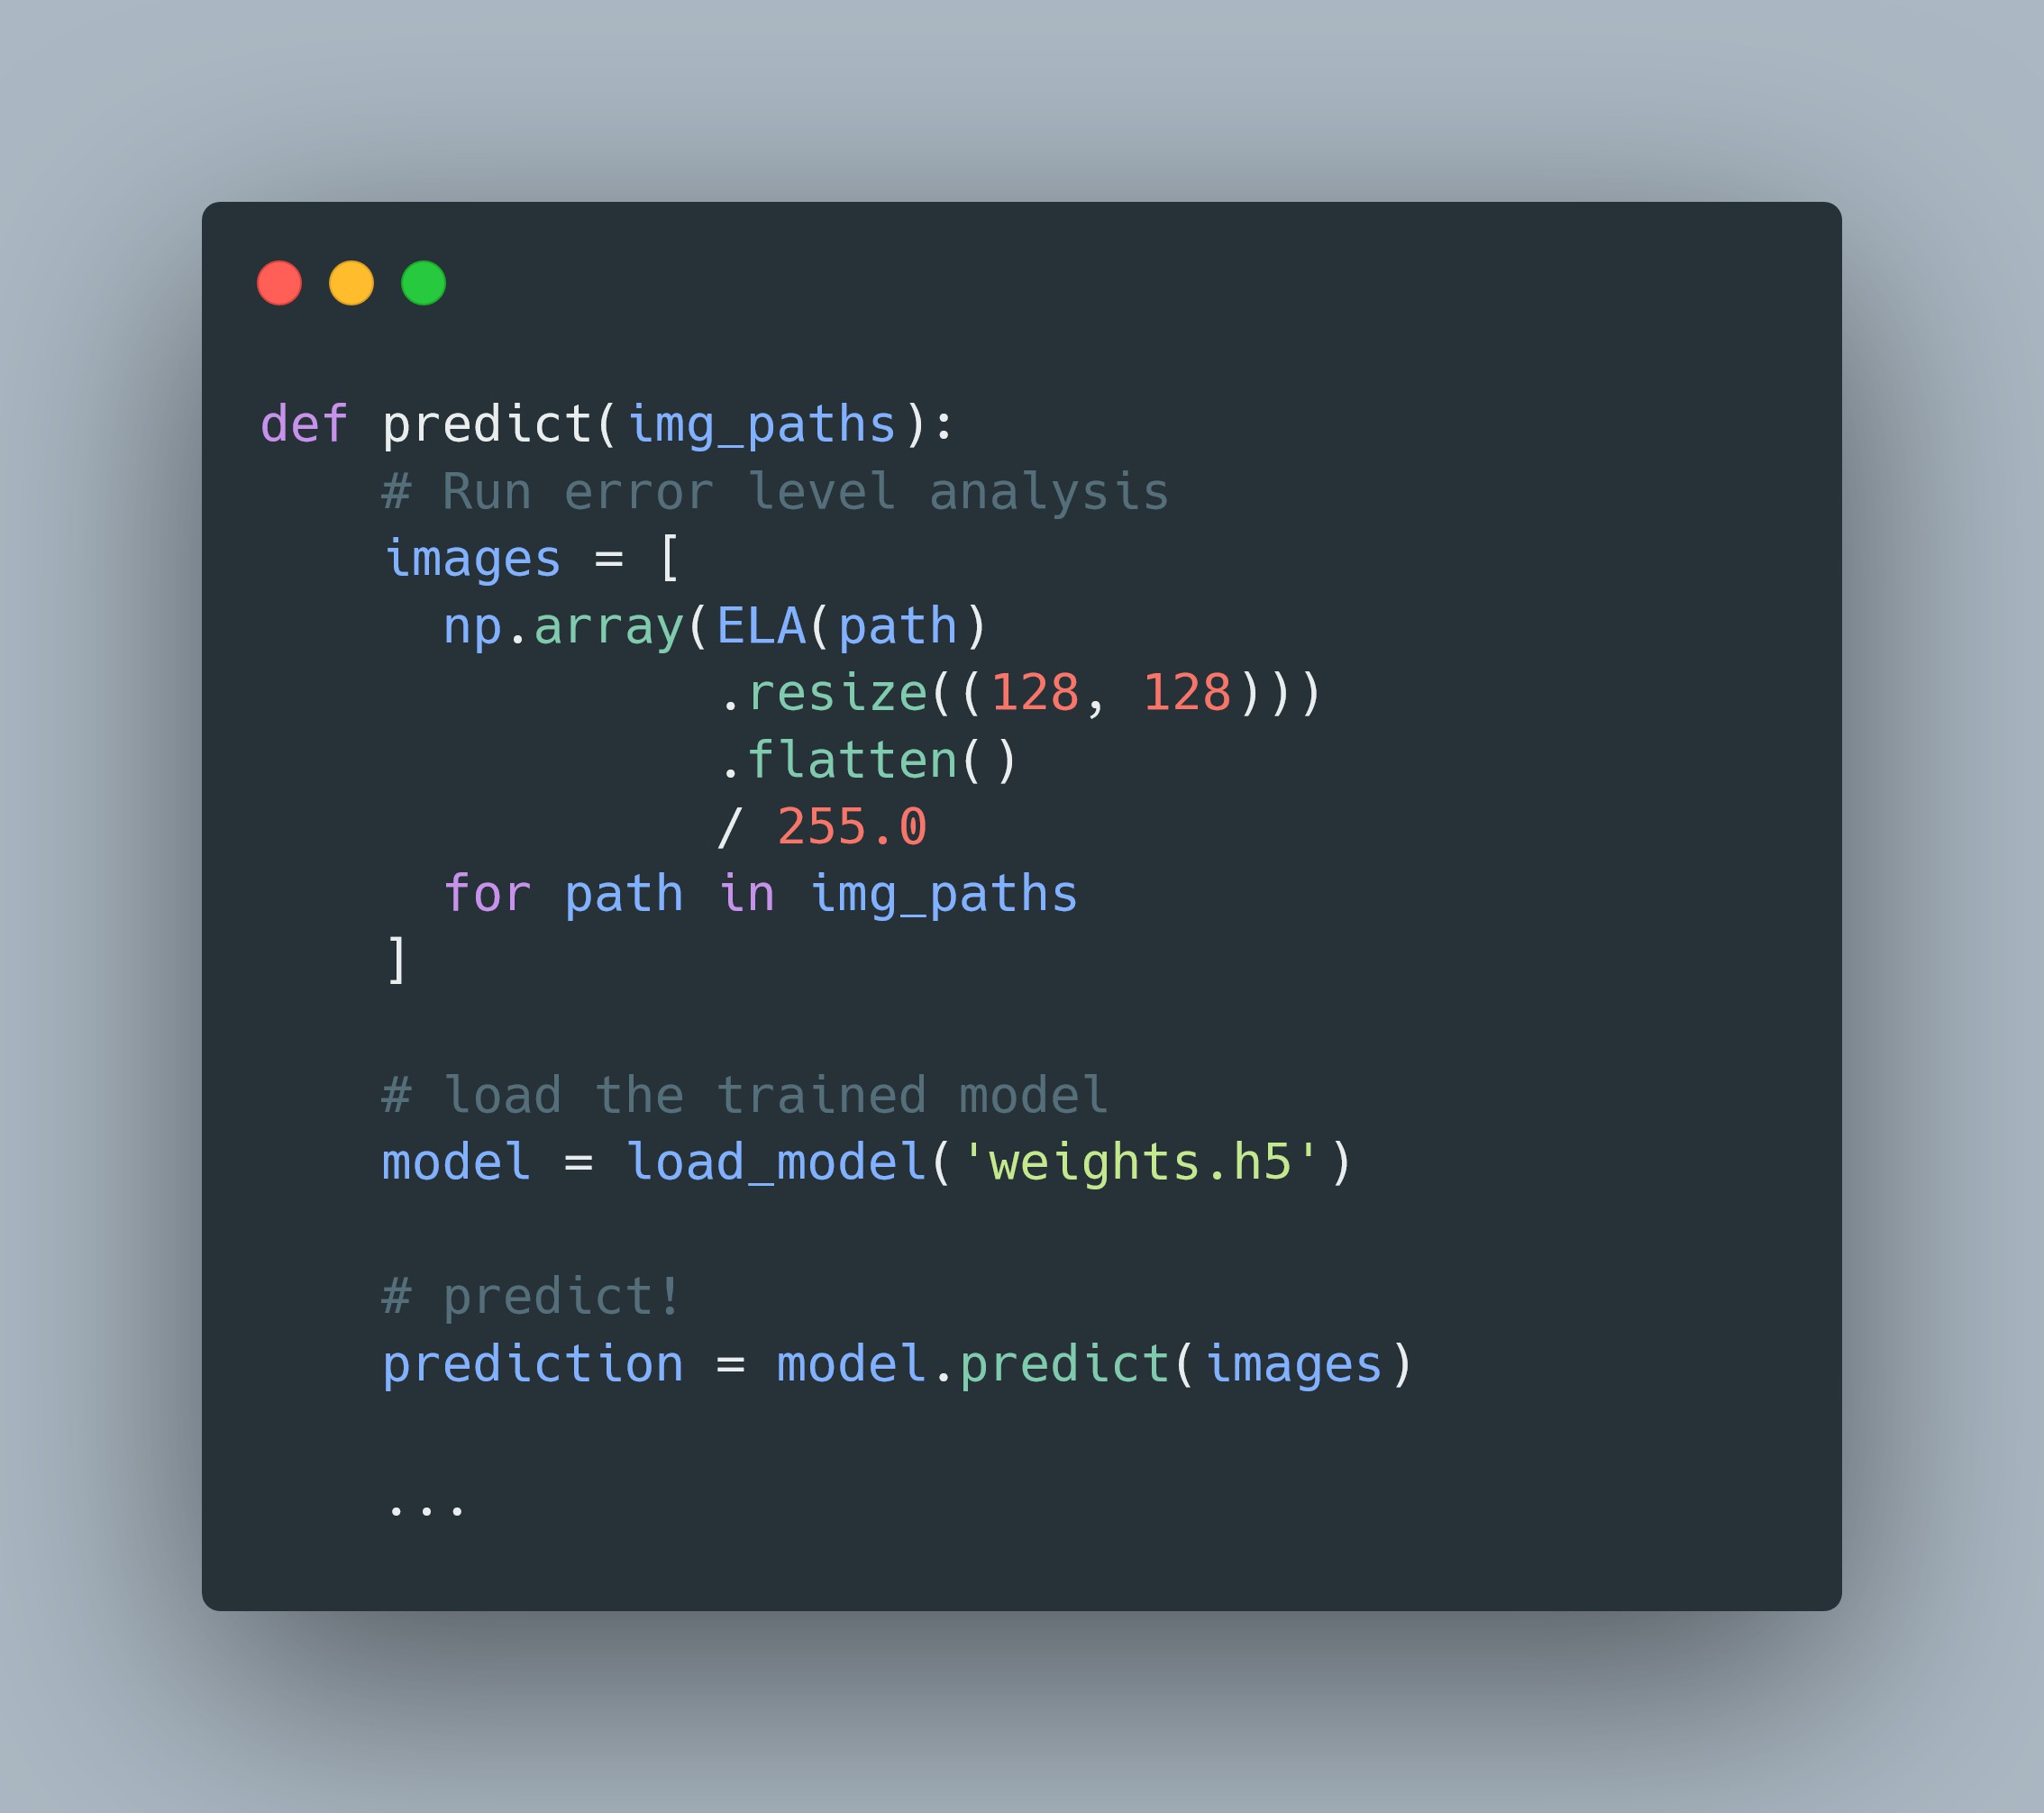 def predict(img_paths):
    # Run error level analysis
    images = [
      np.array(ELA(path)
               .resize((128, 128)))
               .flatten()
               / 255.0
      for path in img_paths
    ]

    # load the trained model
    model = load_model('weights.h5')

    # predict!
    prediction = model.predict(images)

    ...